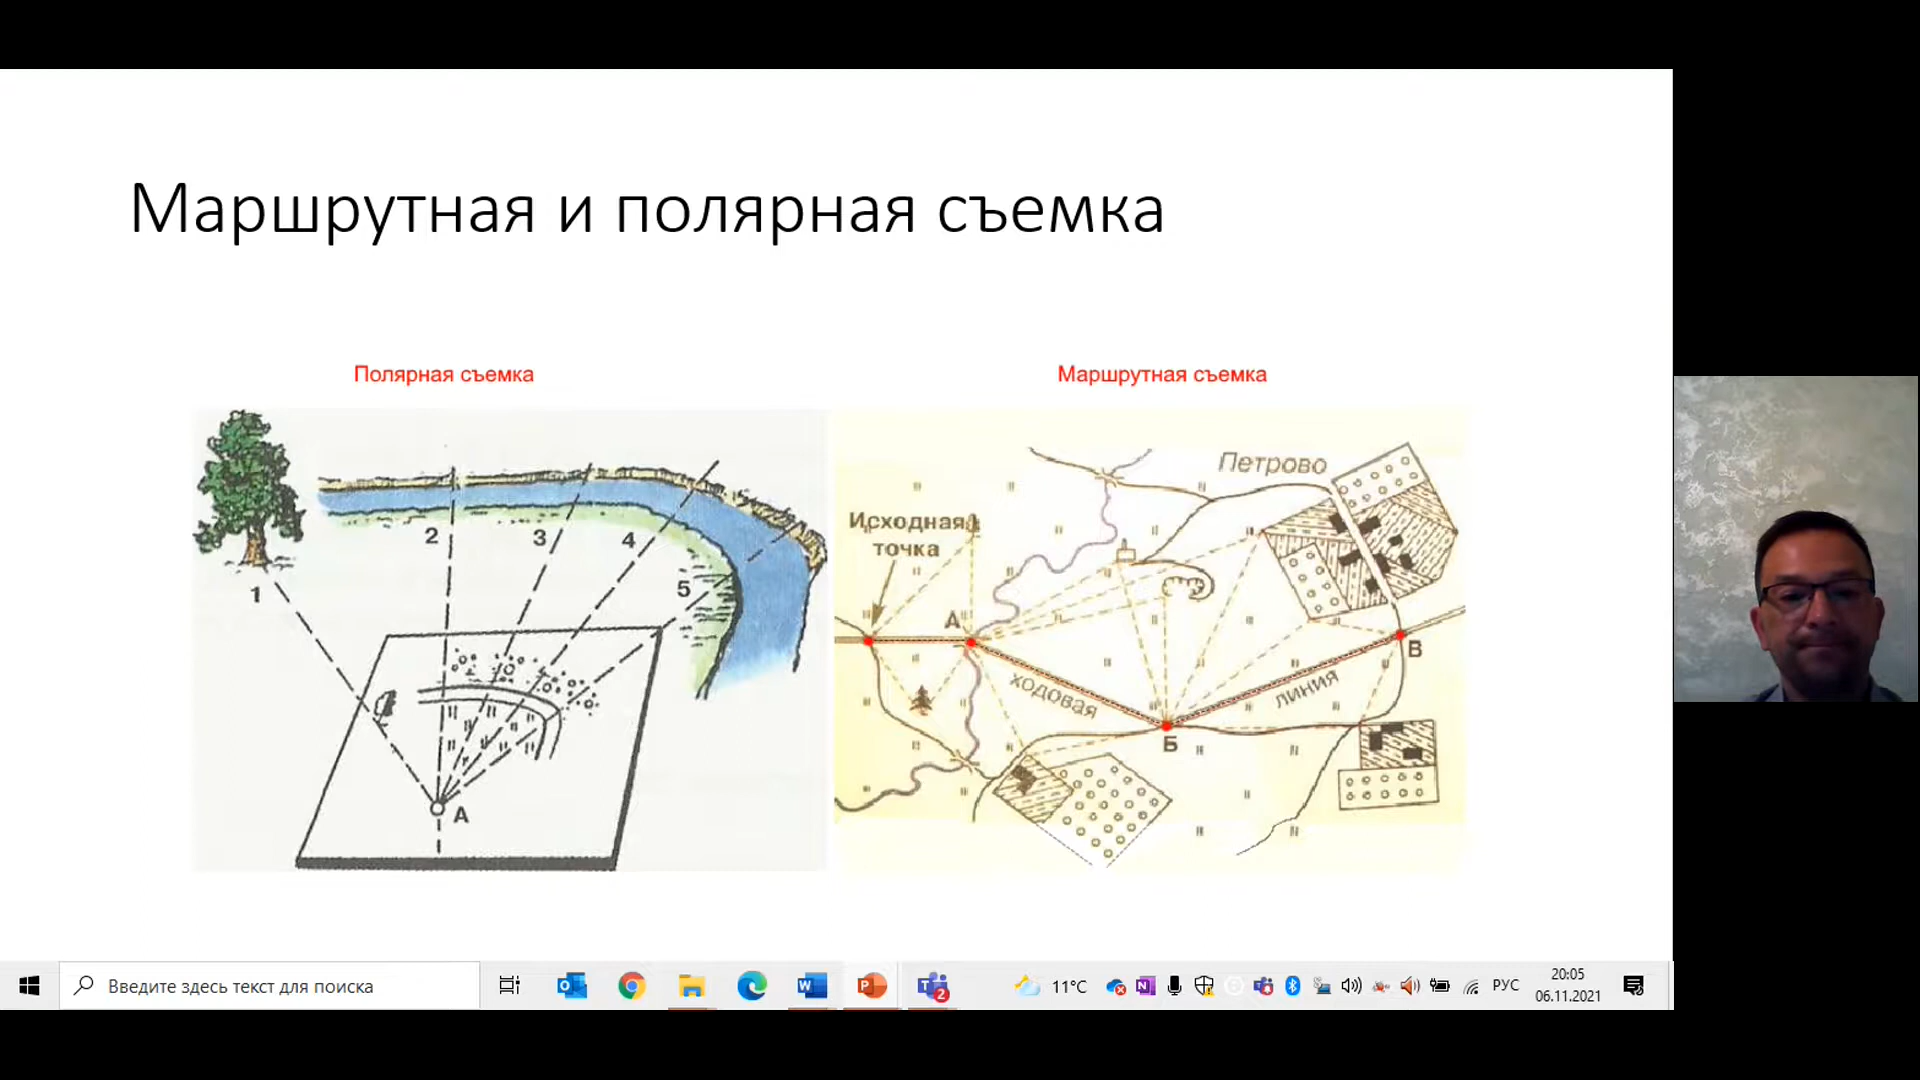 Маршрутная и полярная съемка
Полярная съемка
Маршрутная съемка
1
2
3
4
5
А
Петрово
Исходная
точка
А
ходовая
Б
линия
В
Введите здесь текст для поиска
2
11°C
РУС
20:05
06.11.2021